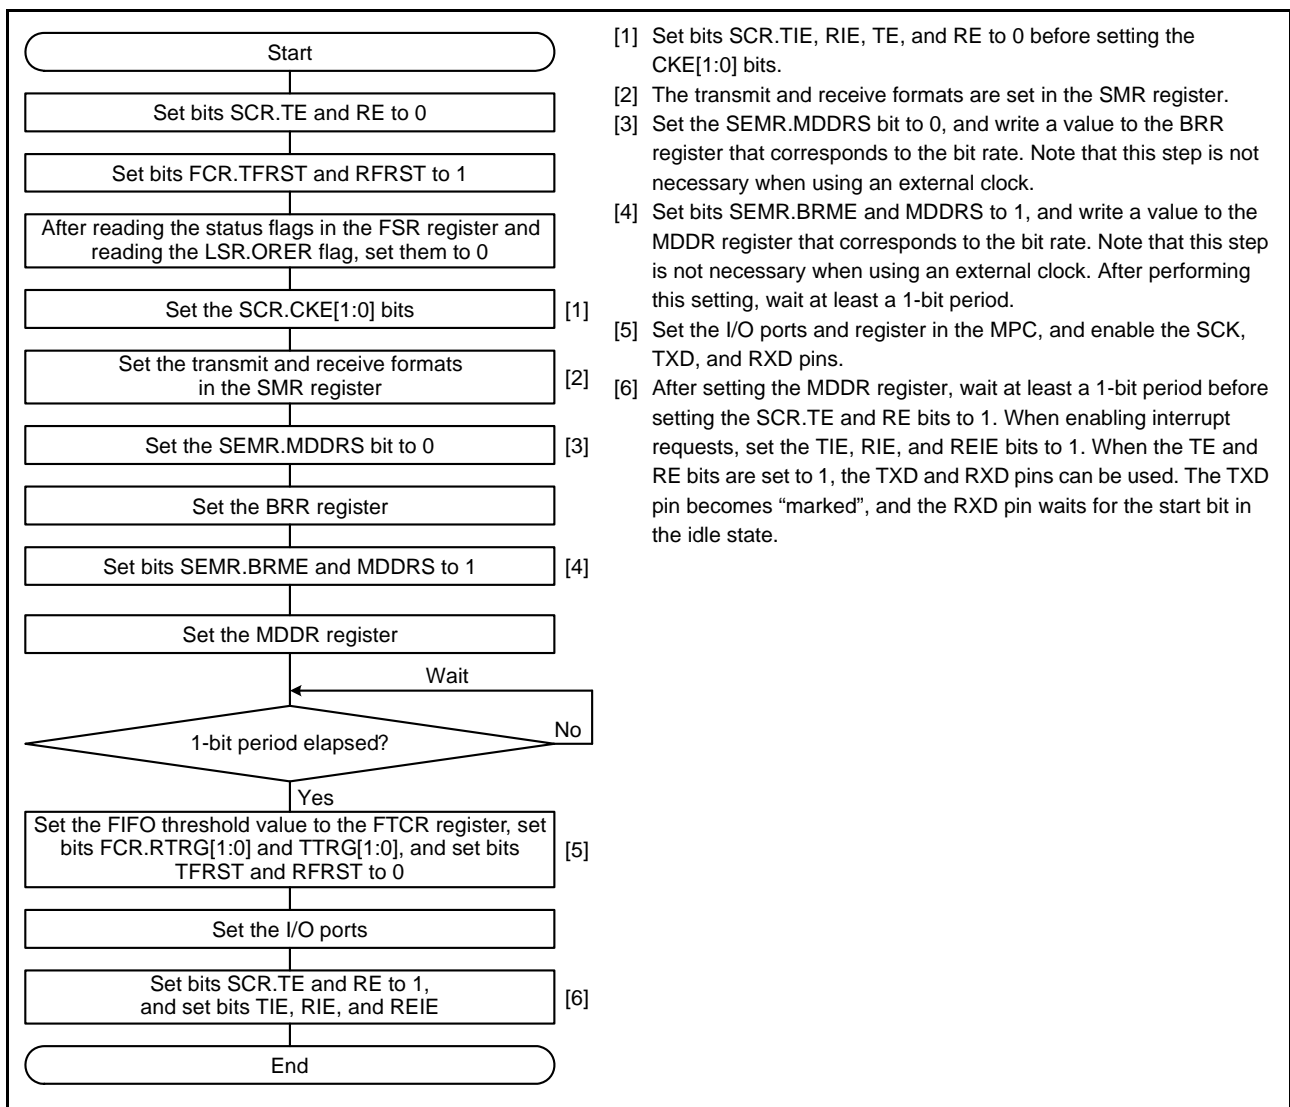 Start
Set bits SCR.TE and RE to 0
Set bits FCR.TFRST and RFRST to 1
After reading the status flags in the FSR register and
reading the LSR.ORER flag, set them to 0
Set the SCR.CKE[1:0] bits
[1]
Set the transmit and receive formats
in the SMR register
[2]
Set the SEMR.MDDRS bit to 0
[3]
Set the BRR register
Set bits SEMR.BRME and MDDRS to 1
[4]
Set the MDDR register
Wait
1-bit period elapsed?
No
Yes
Set the FIFO threshold value to the FTCR register, set
bits FCR.RTRG[1:0] and TTRG[1:0], and set bits
TFRST and RFRST to 0
[5]
Set the I/O ports
Set bits SCR.TE and RE to 1,
and set bits TIE, RIE, and REIE
[6]
End
[1] Set bits SCR.TIE, RIE, TE, and RE to 0 before setting the
CKE[1:0] bits.
[2] The transmit and receive formats are set in the SMR register.
[3] Set the SEMR.MDDRS bit to 0, and write a value to the BRR
register that corresponds to the bit rate. Note that this step is not
necessary when using an external clock.
[4] Set bits SEMR.BRME and MDDRS to 1, and write a value to the
MDDR register that corresponds to the bit rate. Note that this step
is not necessary when using an external clock. After performing
this setting, wait at least a 1-bit period.
[5] Set the I/O ports and register in the MPC, and enable the SCK,
TXD, and RXD pins.
[6] After setting the MDDR register, wait at least a 1-bit period before
setting the SCR.TE and RE bits to 1. When enabling interrupt
requests, set the TIE, RIE, and REIE bits to 1. When the TE and
RE bits are set to 1, the TXD and RXD pins can be used. The TXD
pin becomes “marked”, and the RXD pin waits for the start bit in
the idle state.